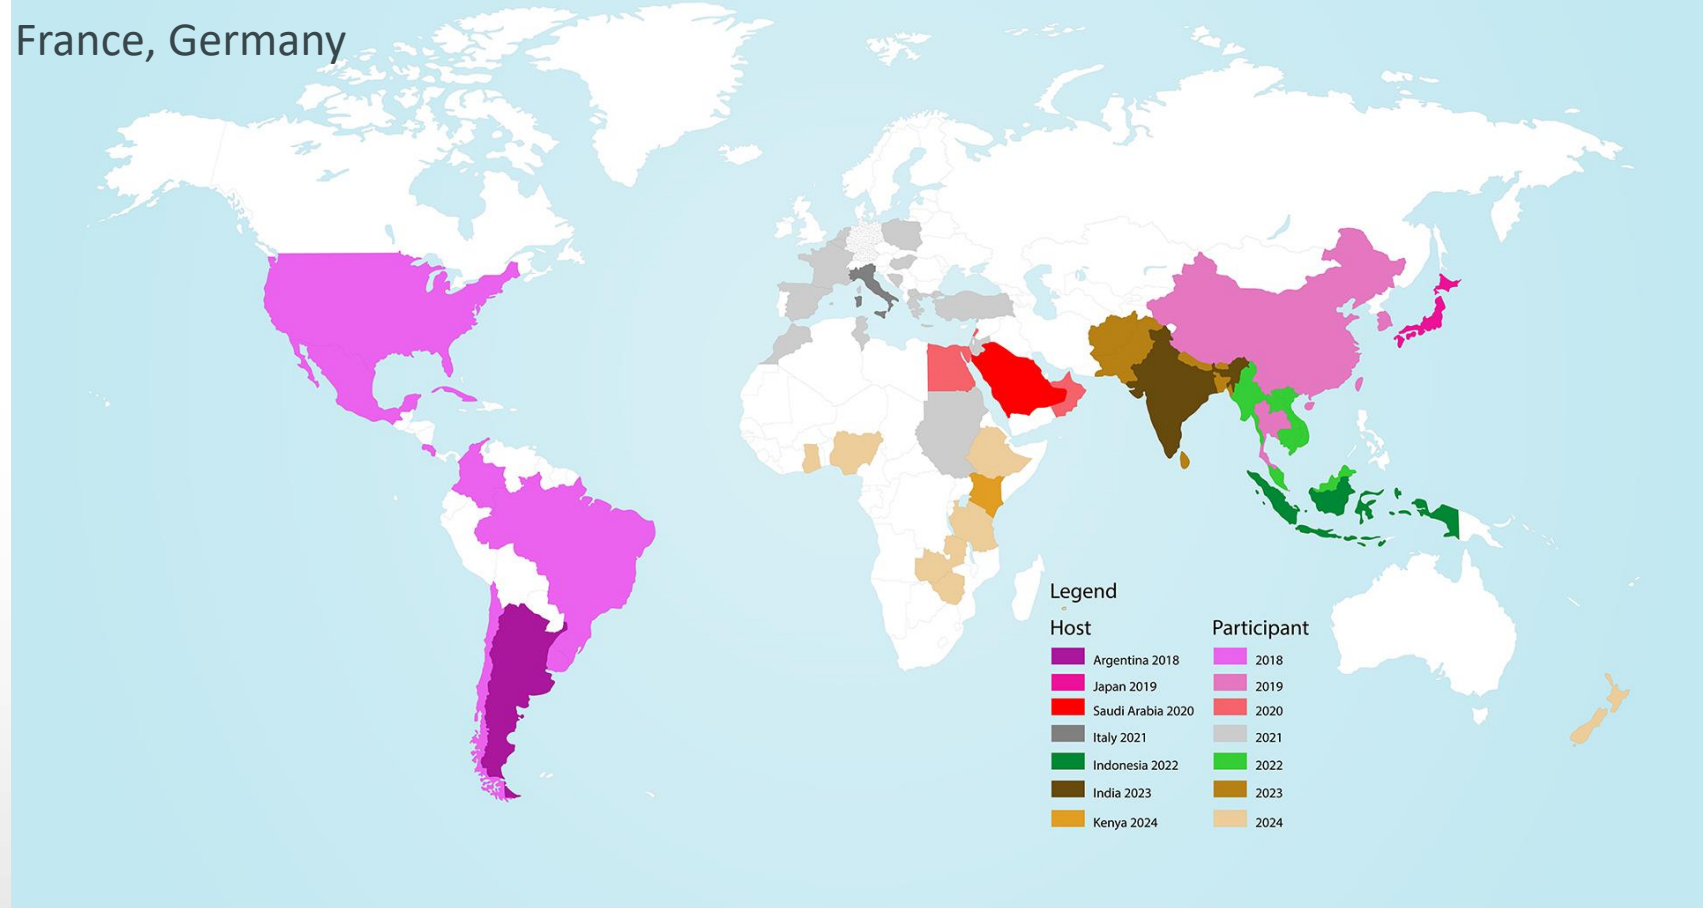 France, Germany
Legend
Host Participant
Argentina 2018 2018
Japan 2019 2019
Saudi Arabia 2020 2020
Italy 2021 2021
Indonesia 2022 2022
India 2023 2023
Kenya 2024 2024